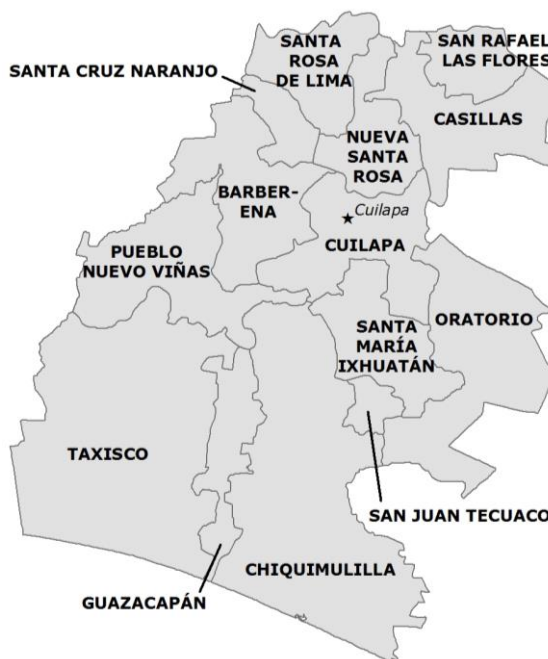 SANTA
ROSA
DE LIMA
SAN RAFAEL
LAS FLORES
SANTA CRUZ NARANJO
CASILLAS
NUEVA
SANTA
ROSA
BARBER-
ENA
Cuilapa
CUILAPA
PUEBLO
NUEVO VIÑAS
ORATORIO
SANTA
MARÍA
IXHUATÁN
TAXISCO
SAN JUAN TECUACO
CHIQUIMULILLA
GUAZACAPÁN